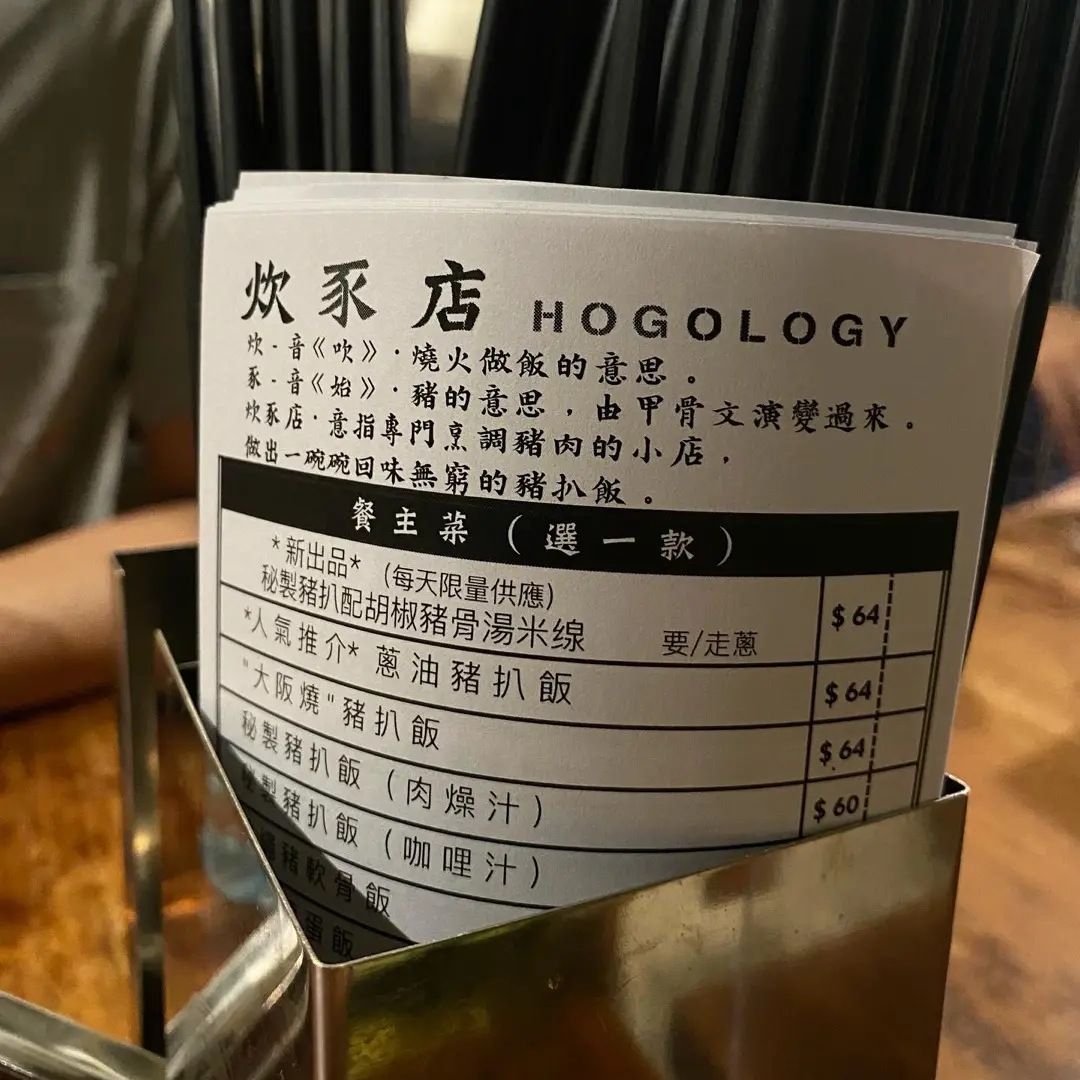 炊豕店 HOGOLOGY
炊 - 音《吹》· 燒火做飯的意思。
豕 - 音《始》· 豬的意思，由甲骨文演變過來。
炊豕店 · 意指專門烹調豬肉的小店，
做出一碗碗回味無窮的豬扒飯。
餐主菜（選一款）
*新出品* (每天限量供應)
秘製豬扒配胡椒豬骨湯米線 要/走蔥 $64
*人氣推介* 蔥油豬扒飯 $64
"大阪燒"豬扒飯 $64
秘製豬扒飯（肉燥汁） $60
製豬扒飯（咖哩汁）
豬軟骨飯
蛋飯